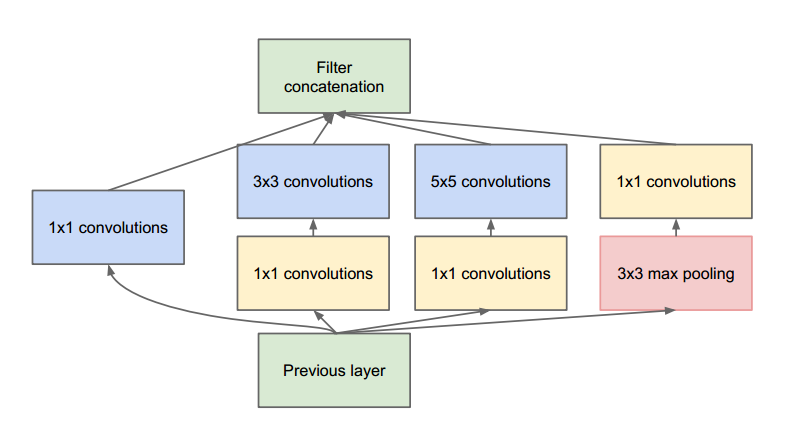 Filter
concatenation
3x3 convolutions
5x5 convolutions
1x1 convolutions
1x1 convolutions
1x1 convolutions
1x1 convolutions
3x3 max pooling
Previous layer